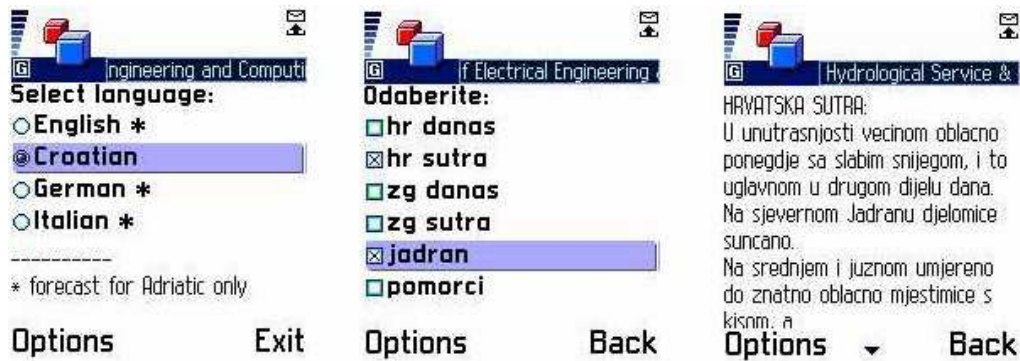 G ngineering and Computi
Select language:
English *
Croatian
German *
Italian *
----------
* forecast for Adriatic only
Options Exit
G f Electrical Engineering
Odaberite:
hr danas
hr sutra
zg danas
zg sutra
jadran
pomorci
Options Back
G Hydrological Service &
HRVATSKA SUTRA:
U unutrasnjosti vecinom oblacno
ponegdje sa slabim snijegom, i to
uglavnom u drugom dijelu dana.
Na sjevernom Jadranu djelomice
suncano.
Na srednjem i juznom umjereno
do znatno oblacno mjestimice s
kisom, a
Options Back